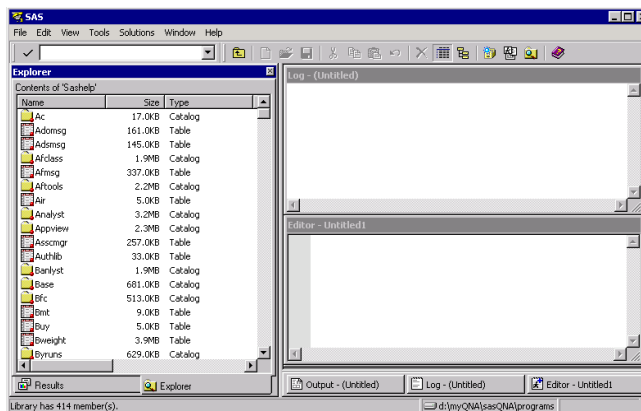 SAS
File Edit View Tools Solutions Window Help
Explorer
Contents of 'Sashelp'
Name Size Type
Ac 17.0KB Catalog
Adomsg 161.0KB Table
Adsmsg 145.0KB Table
Afclass 1.9MB Catalog
Afmsg 337.0KB Table
Aftools 2.2MB Catalog
Air 5.0KB Table
Analyst 3.2MB Catalog
Appview 2.3MB Catalog
Asscmgr 257.0KB Table
Authlib 33.0KB Table
Banlyst 1.9MB Catalog
Base 681.0KB Catalog
Bfc 513.0KB Catalog
Bmt 9.0KB Table
Buy 5.0KB Table
Bweight 3.9MB Table
Byruns 629.0KB Catalog
Results Explorer
Log - (Untitled)
Editor - Untitled1
Output - (Untitled) Log - (Untitled) Editor - Untitled1
Library has 414 member(s). d:\myQNA\sasQNA\programs